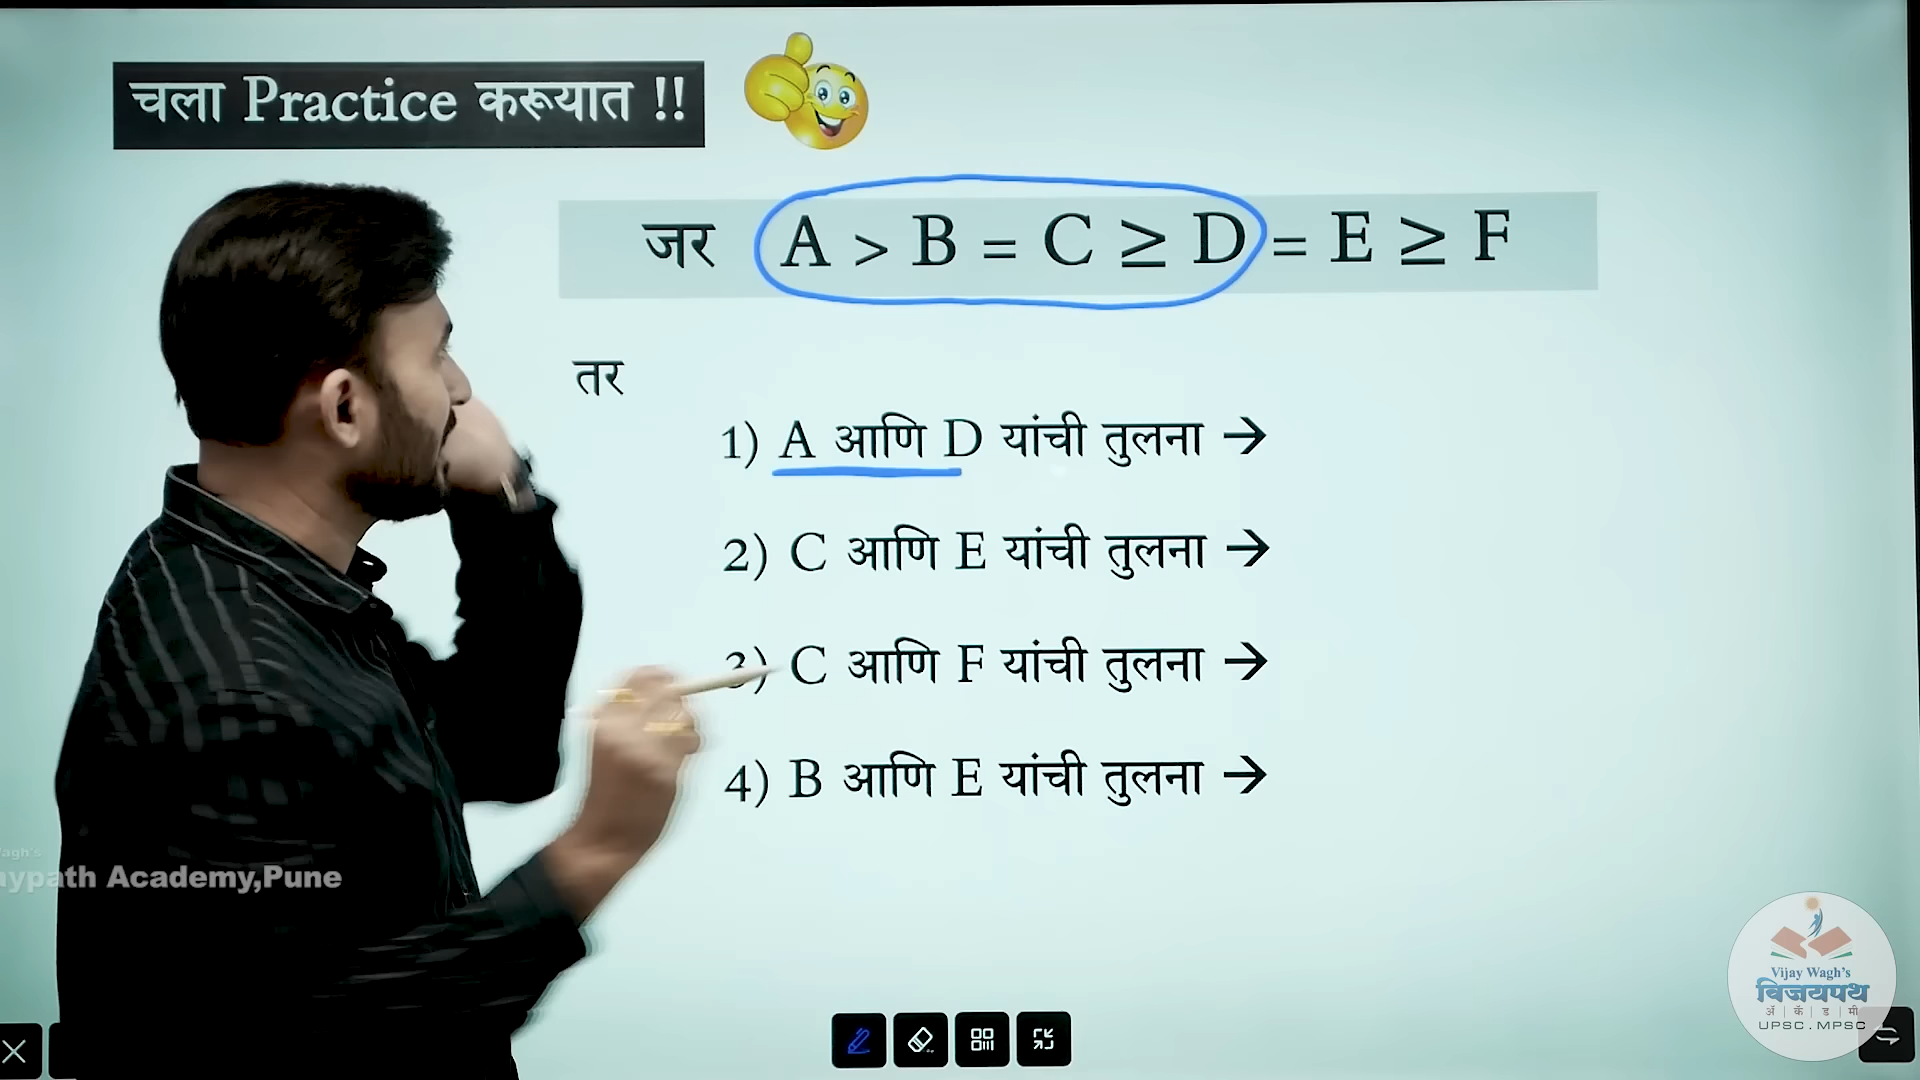 चला Practice करूयात !!
जर A > B = C ≥ D = E ≥ F
तर
1) A आणि D यांची तुलना →
2) C आणि E यांची तुलना →
3) C आणि F यांची तुलना →
4) B आणि E यांची तुलना →
Academy,Pune
Vijay Wagh's
विजयपथ
अ‍ॅ | कॅ | ड | मी
UPSC.MPSC